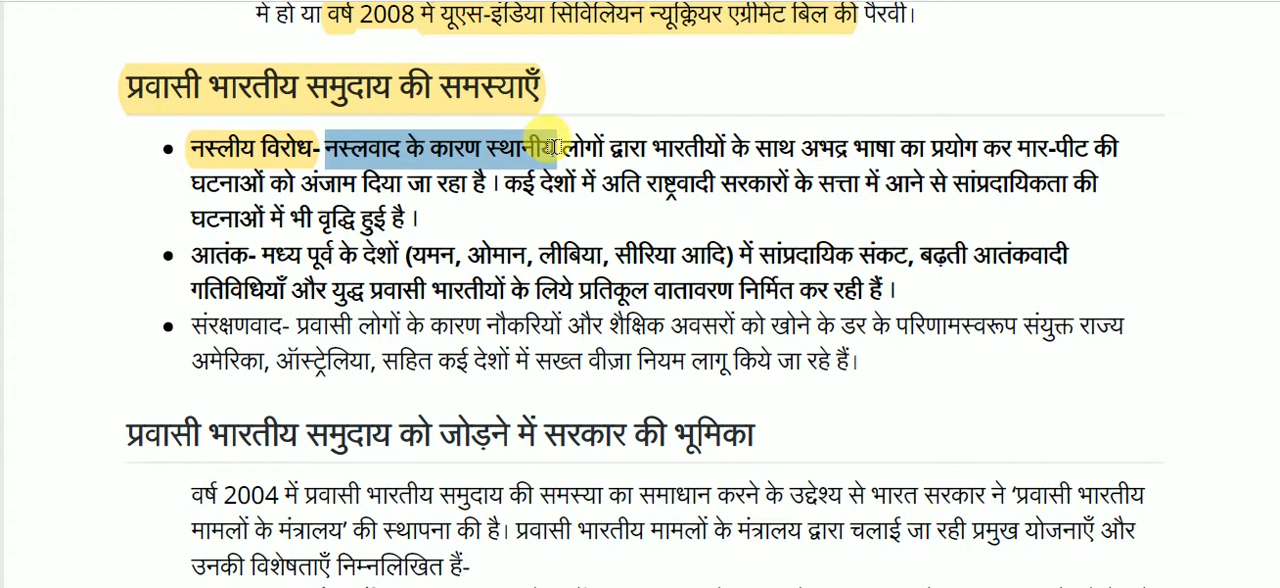 में हो या वर्ष 2008 में यूएस-इंडिया सिविलियन न्यूक्लियर एग्रीमेंट बिल की पैरवी।
प्रवासी भारतीय समुदाय की समस्याएँ
• नस्लीय विरोध- नस्लवाद के कारण स्थानीय लोगों द्वारा भारतीयों के साथ अभद्र भाषा का प्रयोग कर मार-पीट की
घटनाओं को अंजाम दिया जा रहा है । कई देशों में अति राष्ट्रवादी सरकारों के सत्ता में आने से सांप्रदायिकता की
घटनाओं में भी वृद्धि हुई है ।
• आतंक- मध्य पूर्व के देशों (यमन, ओमान, लीबिया, सीरिया आदि) में सांप्रदायिक संकट, बढ़ती आतंकवादी
गतिविधियाँ और युद्ध प्रवासी भारतीयों के लिये प्रतिकूल वातावरण निर्मित कर रही हैं ।
• संरक्षणवाद- प्रवासी लोगों के कारण नौकरियों और शैक्षिक अवसरों को खोने के डर के परिणामस्वरूप संयुक्त राज्य
अमेरिका, ऑस्ट्रेलिया, सहित कई देशों में सख्त वीज़ा नियम लागू किये जा रहे हैं।
प्रवासी भारतीय समुदाय को जोड़ने में सरकार की भूमिका
वर्ष 2004 में प्रवासी भारतीय समुदाय की समस्या का समाधान करने के उद्देश्य से भारत सरकार ने ‘प्रवासी भारतीय
मामलों के मंत्रालय’ की स्थापना की है। प्रवासी भारतीय मामलों के मंत्रालय द्वारा चलाई जा रही प्रमुख योजनाएँ और
उनकी विशेषताएँ निम्नलिखित हैं-